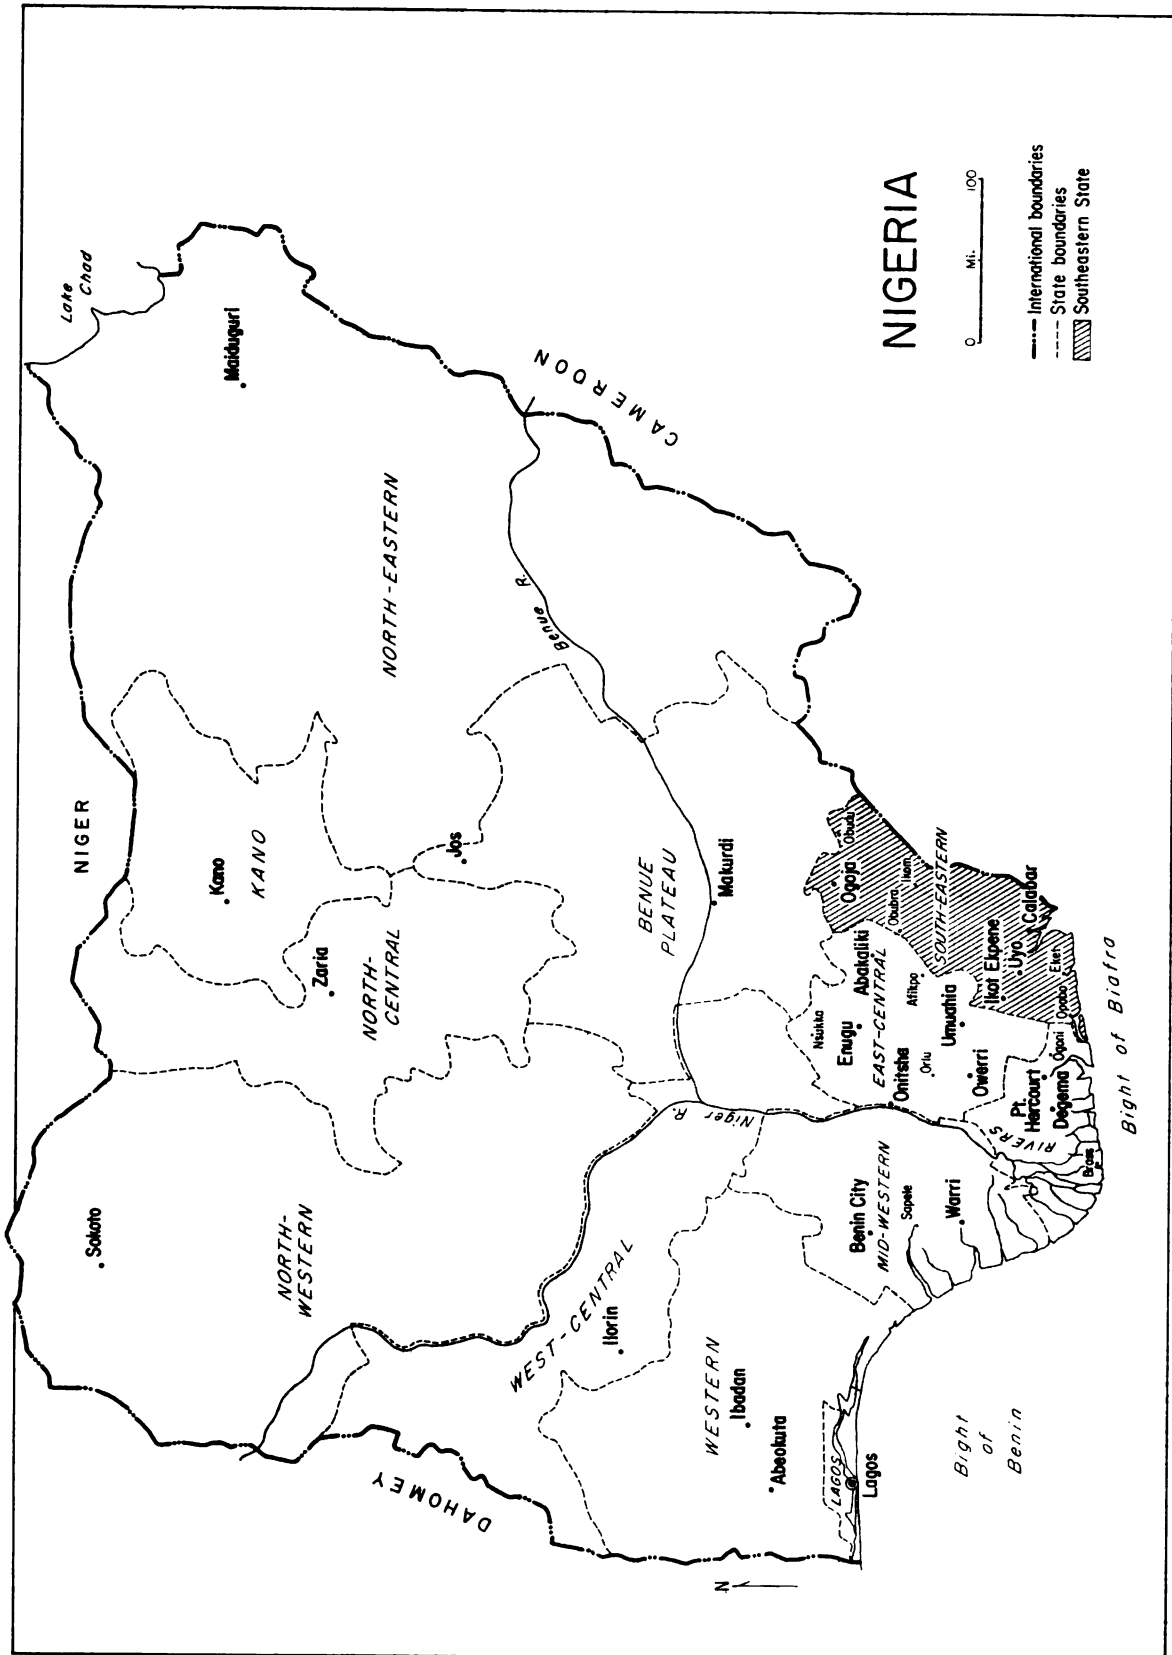 NIGER
Lake
Chad
Sokoto
Kano
KANO
Maiduguri
Zaria
NORTH-
WESTERN
NORTH-
CENTRAL
NORTH-EASTERN
Jos
DAHOMEY
CAMEROON
Benue R.
WEST-CENTRAL
Ilorin
BENUE
PLATEAU
Niger R.
Makurdi
WESTERN
Ibadan
Abeokuta
LAGOS
Lagos
Benin City
MID-WESTERN
Sapele
Warri
Nsukka
Enugu
Abakaliki
EAST-CENTRAL
Onitsha
Orlu
Afikpo
Umuahia
Owerri
Ogoja
Obudu
Obubra
Ikom
SOUTH-EASTERN
Ikot Ekpene
Uyo
Calabar
Eket
Opobo
Ogoni
Pt.
Harcourt
Degema
RIVERS
Brass
Bight
of
Benin
Bight of Biafra
N
NIGERIA
0 Mi. 100
International boundaries
State boundaries
Southeastern State